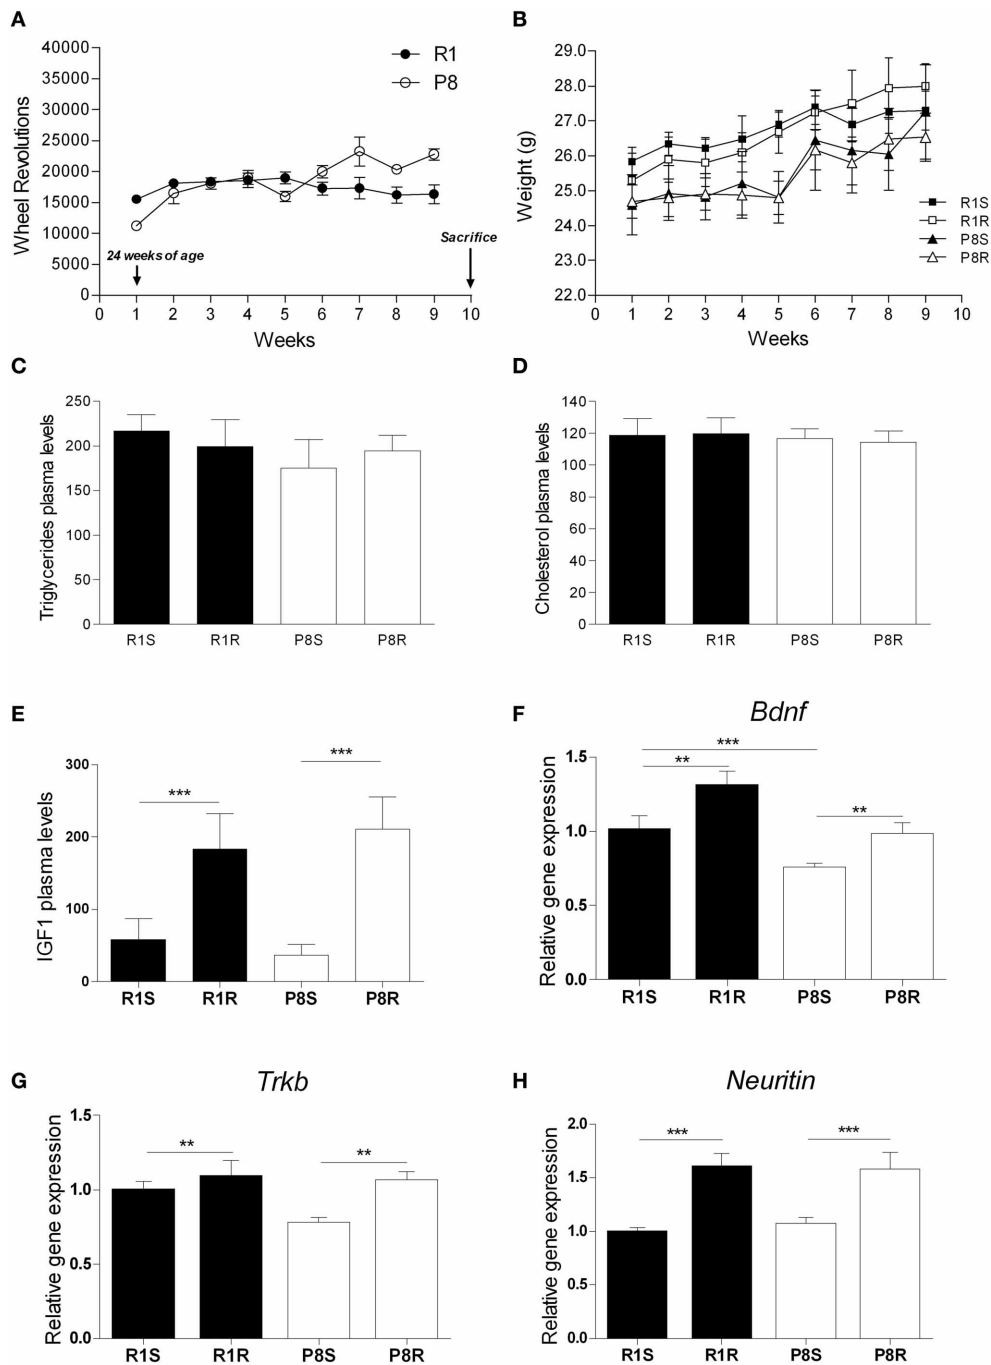 A
Wheel Revolutions
40000
35000
30000
25000
20000
15000
10000
5000
0
R1
P8
24 weeks of age
Sacrifice
0 1 2 3 4 5 6 7 8 9 10
Weeks
B
Weight (g)
29.0
28.0
27.0
26.0
25.0
24.0
23.0
22.0
R1S
R1R
P8S
P8R
0 1 2 3 4 5 6 7 8 9 10
Weeks
C
Triglycerides plasma levels
250
200
150
100
50
0
R1S R1R P8S P8R
D
Cholesterol plasma levels
140
120
100
80
60
40
20
0
R1S R1R P8S P8R
E
IGF1 plasma levels
300
200
100
0
***
***
R1S R1R P8S P8R
F
Bdnf
Relative gene expression
1.5
1.0
0.5
0.0
***
**
**
R1S R1R P8S P8R
G
Trkb
Relative gene expression
1.5
1.0
0.5
0.0
**
**
R1S R1R P8S P8R
H
Neuritin
Relative gene expression
2.0
1.5
1.0
0.5
0.0
***
***
R1S R1R P8S P8R